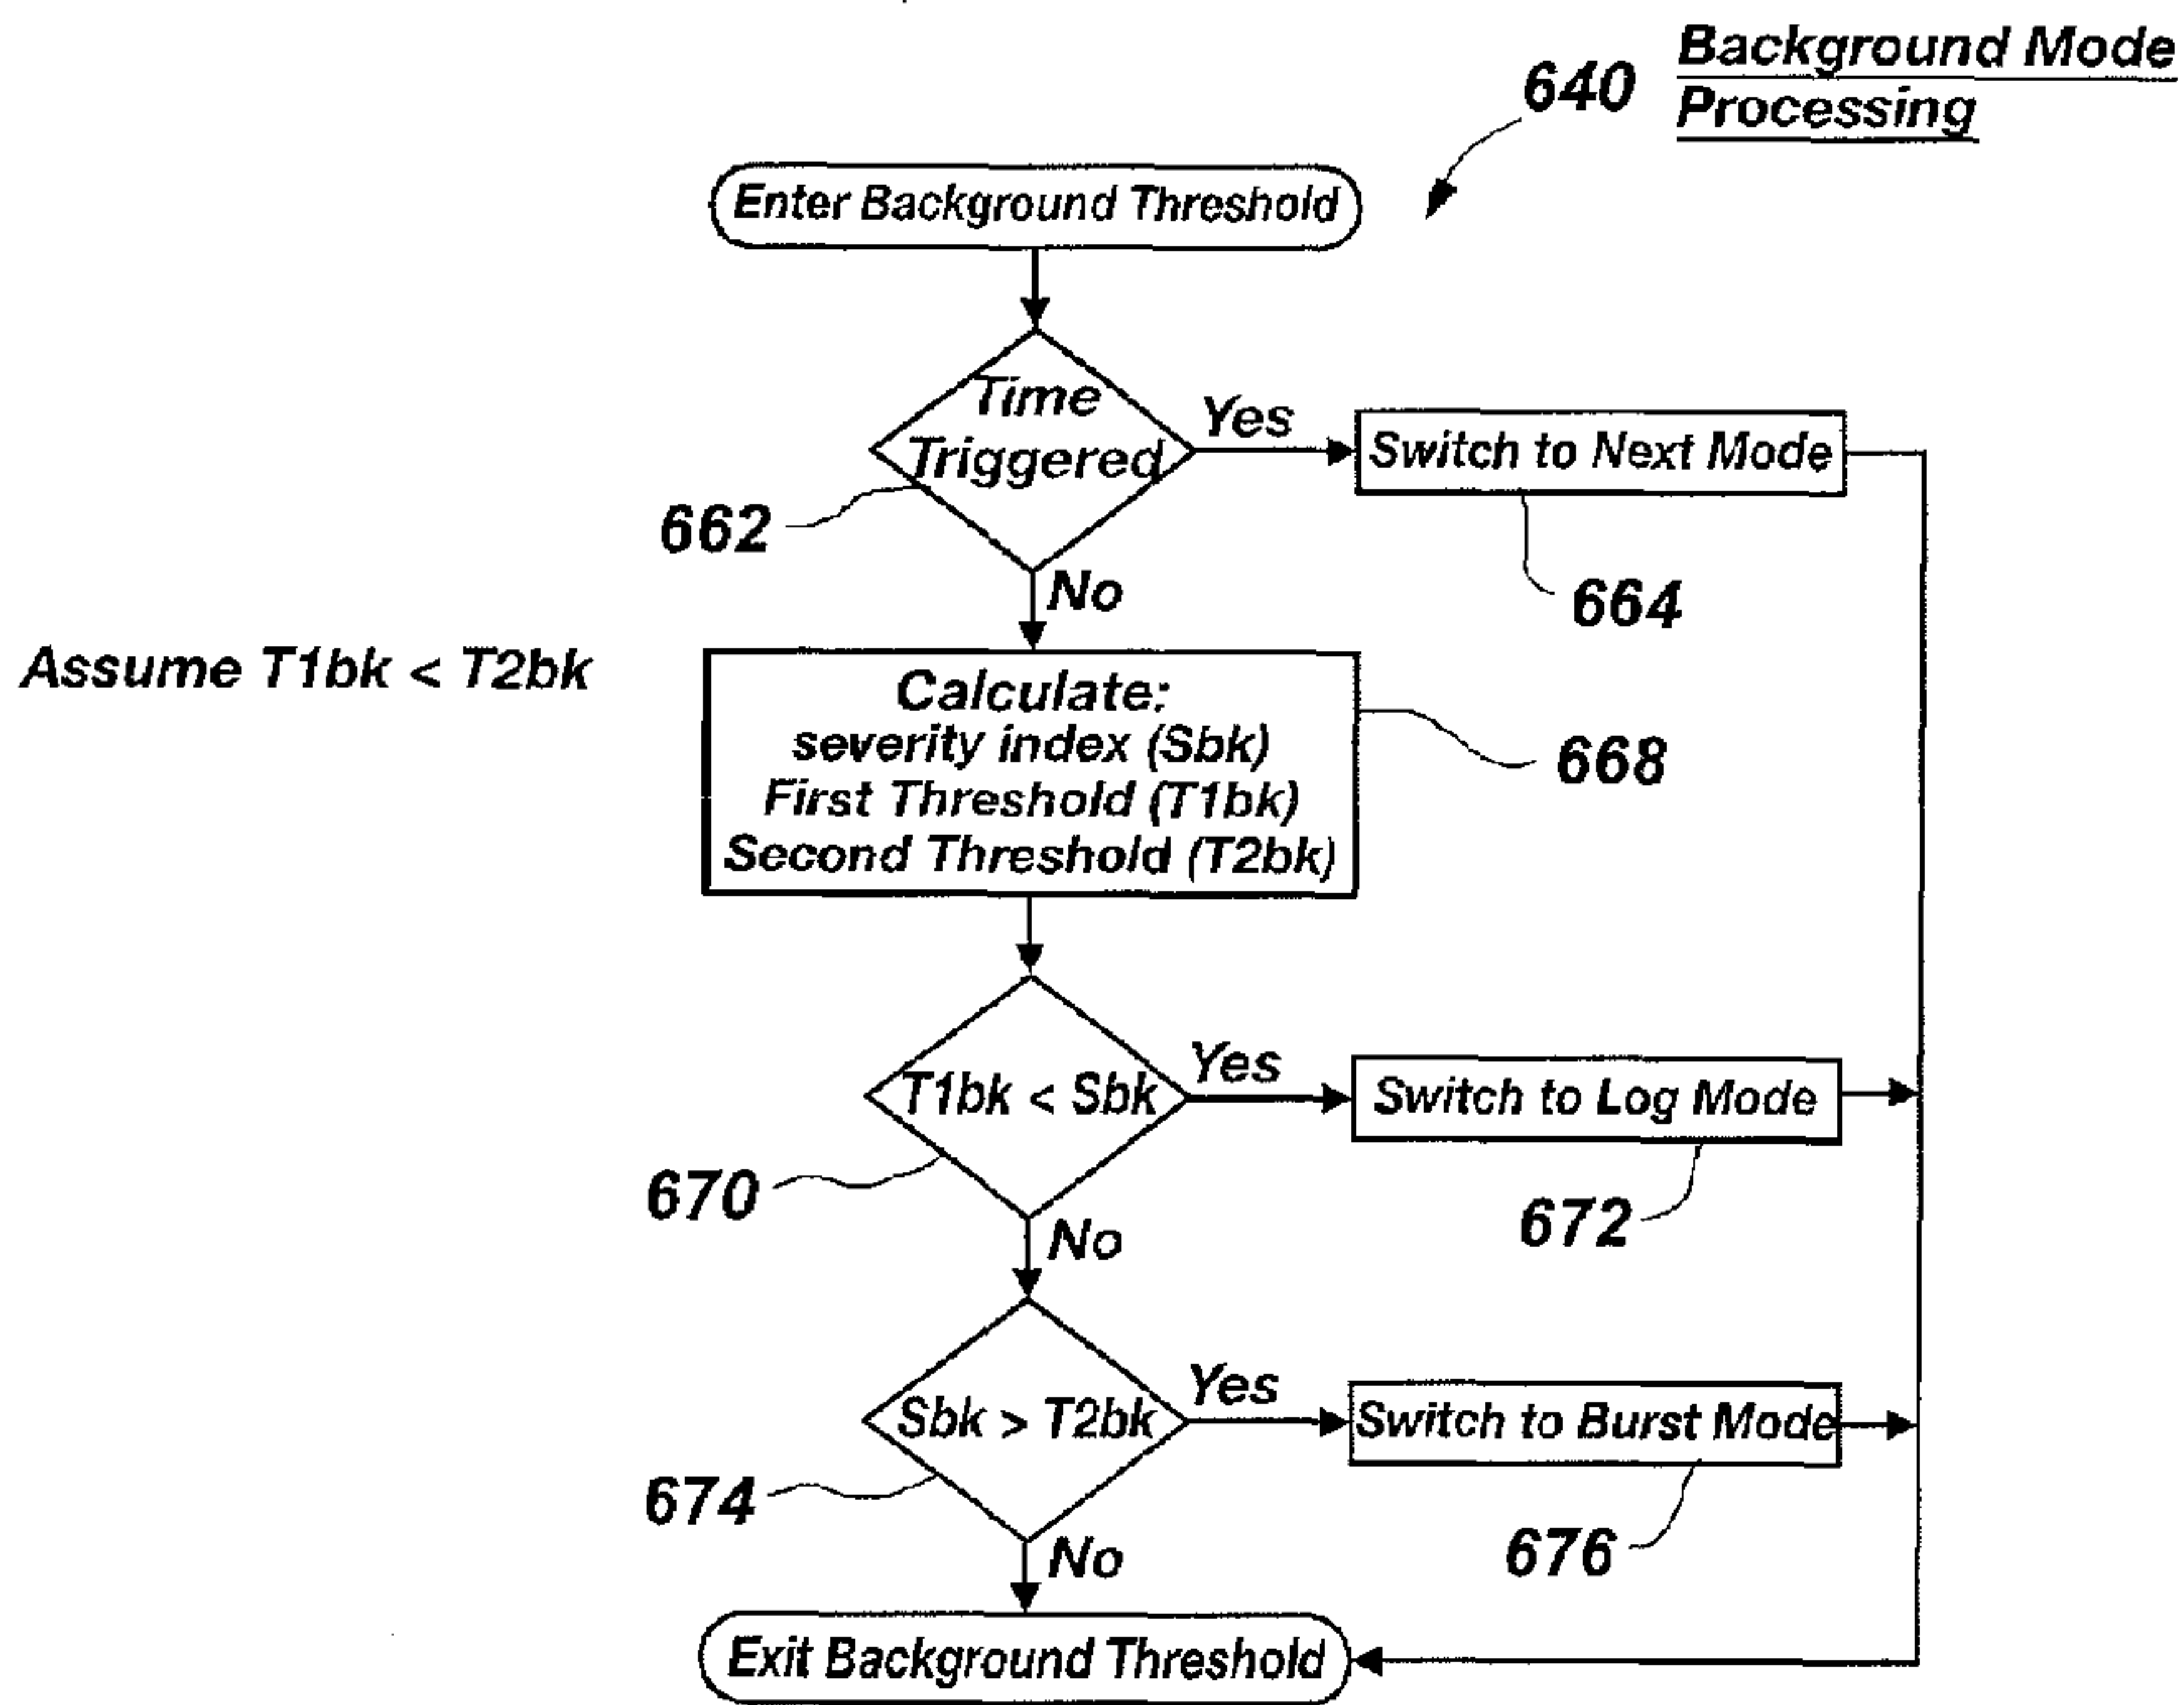 Background Mode
Processing
640
Enter Background Threshold
Time
Triggered
Yes
Switch to Next Mode
662
664
No
Assume T1bk < T2bk
Calculate:
severity index (Sbk)
First Threshold (T1bk)
Second Threshold (T2bk)
668
T1bk < Sbk
Yes
Switch to Log Mode
670
672
No
Sbk > T2bk
Yes
Switch to Burst Mode
674
676
No
Exit Background Threshold